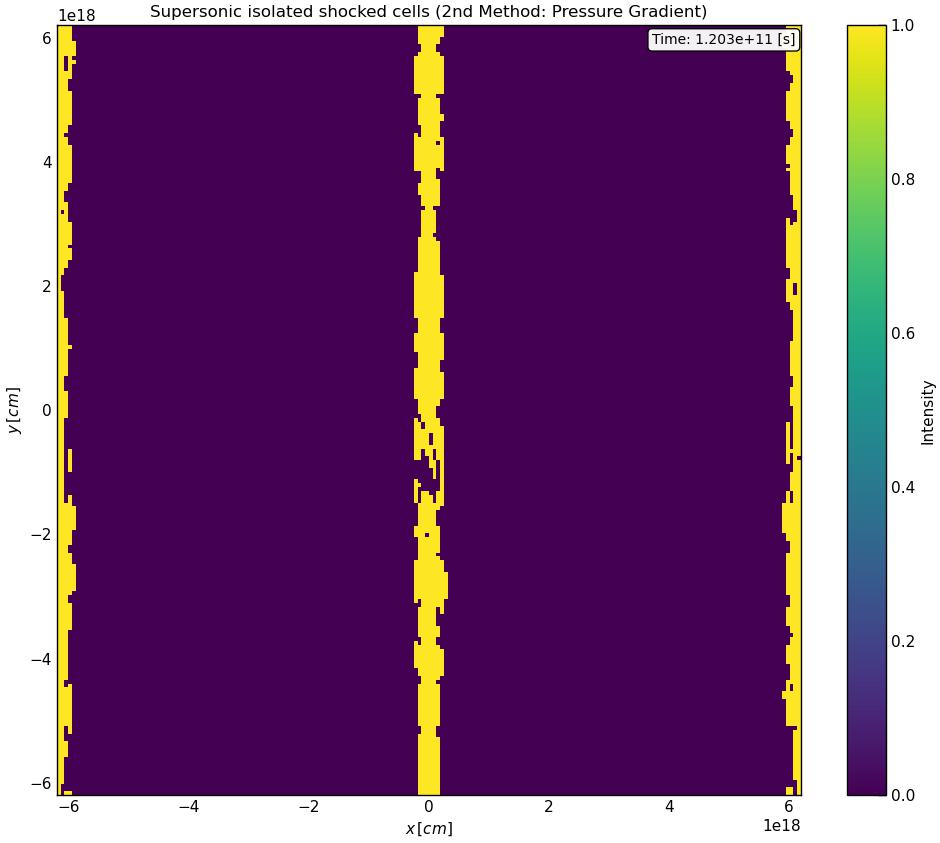 Supersonic isolated shocked cells (2nd Method: Pressure Gradient)
1e18
Time: 1.203e+11 [s]
6
4
2
0
−2
−4
−6
y [cm]
−6 −4 −2 0 2 4 6
1e18
x [cm]
1.0
0.8
0.6
0.4
0.2
0.0
Intensity